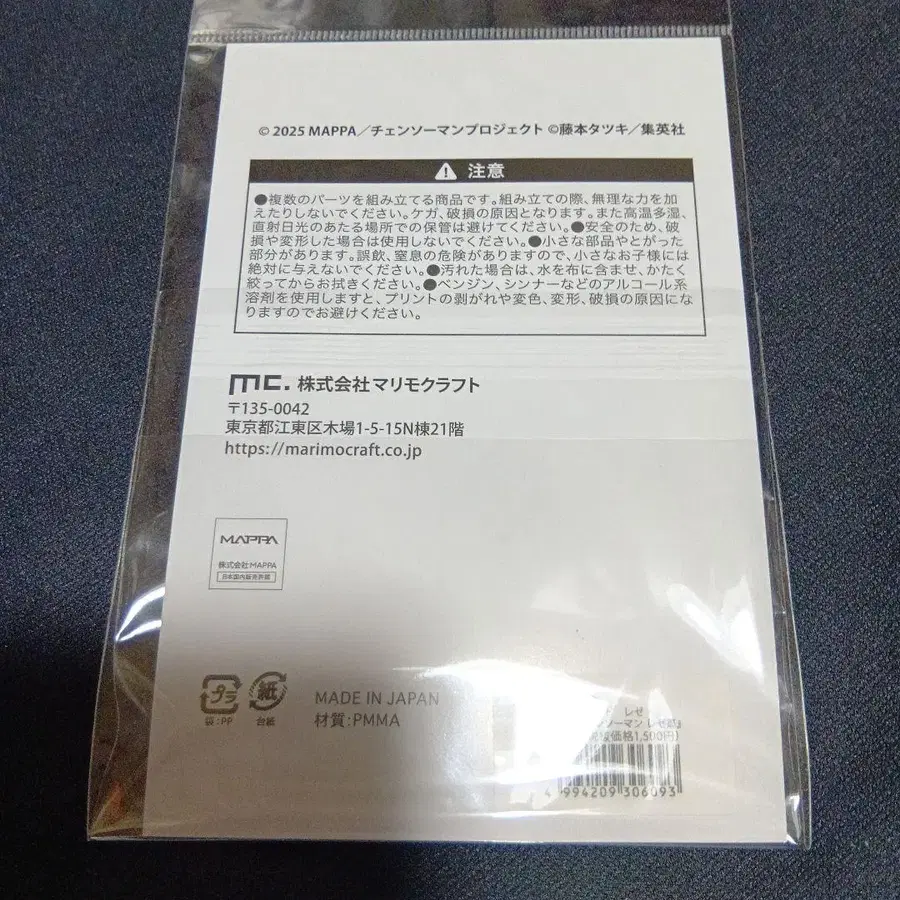 © 2025 MAPPA／チェンソーマンプロジェクト ©藤本タツキ／集英社
注意
●複数のパーツを組み立てる商品です。組み立ての際、無理な力を加
えたりしないでください。ケガ、破損の原因となります。また高温多湿、
直射日光のあたる場所での保管は避けてください。●安全のため、破
損や変形した場合は使用しないでください。●小さな部品やとがった
部分があります。誤飲、窒息の危険がありますので、小さなお子様には
絶対に与えないでください。●汚れた場合は、水を布に含ませ、かたく
絞ってからお拭きください。●ベンジン、シンナーなどのアルコール系
溶剤を使用しますと、プリントの剥がれや変色、変形、破損の原因にな
りますのでお避けください。
mc. 株式会社マリモクラフト
〒135-0042
東京都江東区木場1-5-15N棟21階
https://marimocraft.co.jp
MAPPA
株式会社MAPPA
日本国内販売許諾
プラ
袋：PP
紙
台紙
MADE IN JAPAN
材質：PMMA
ド レゼ
ソーマン レゼ篇』
価格1,500円）
4 994209 306093